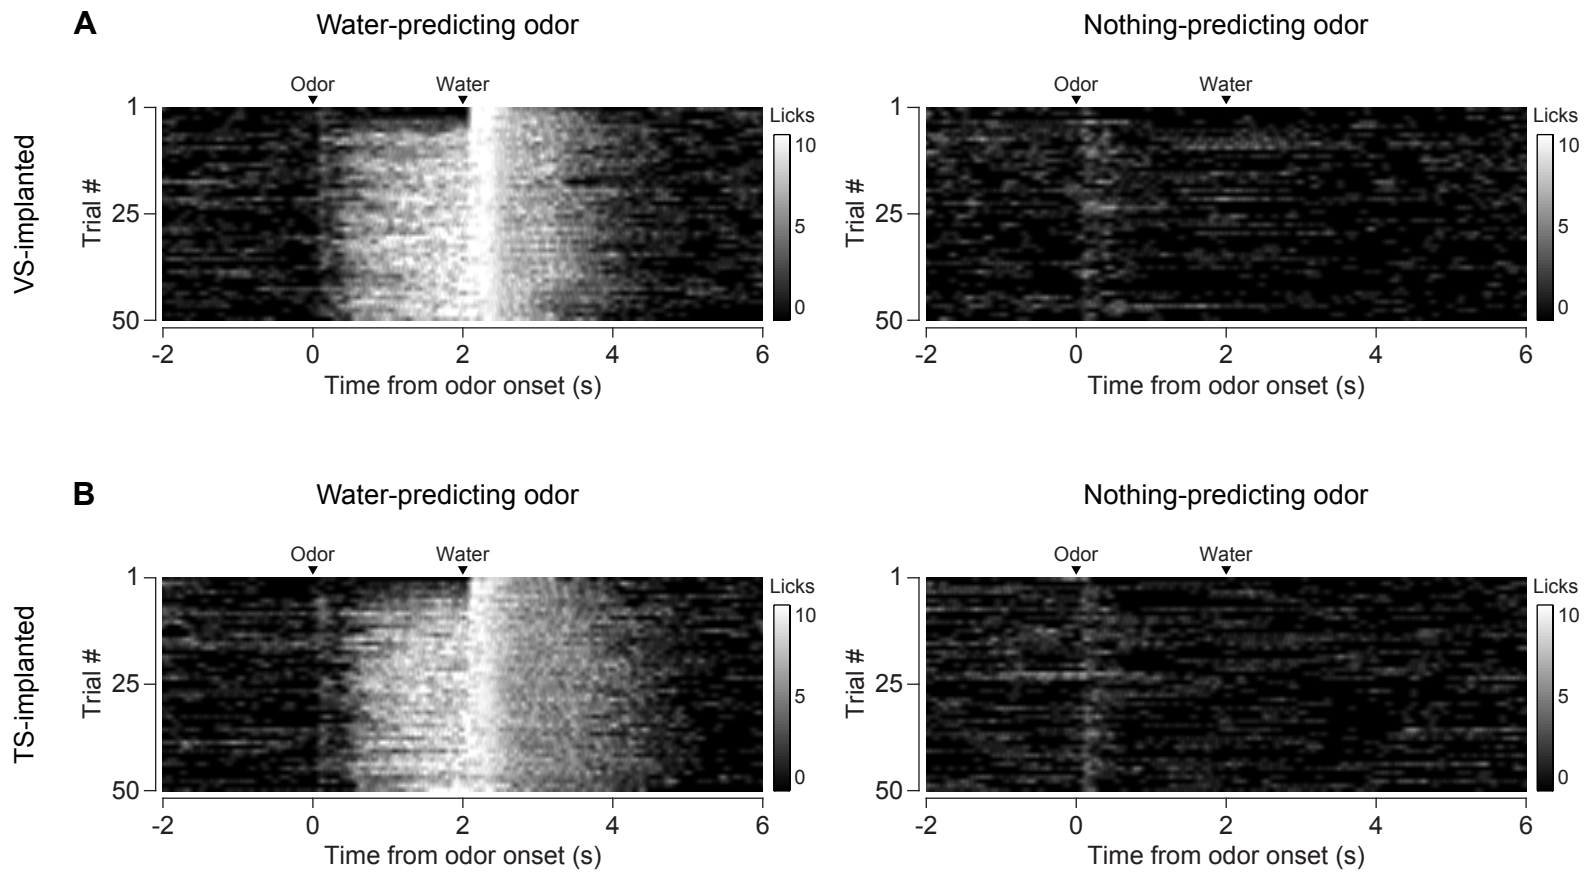 A
Water-predicting odor
Nothing-predicting odor
Odor
Water
Odor
Water
VS-implanted
Trial #
1
25
50
Licks
10
5
0
Trial #
1
25
50
Licks
10
5
0
-2 0 2 4 6
-2 0 2 4 6
Time from odor onset (s)
Time from odor onset (s)
B
Water-predicting odor
Nothing-predicting odor
Odor
Water
Odor
Water
TS-implanted
Trial #
1
25
50
Licks
10
5
0
Trial #
1
25
50
Licks
10
5
0
-2 0 2 4 6
-2 0 2 4 6
Time from odor onset (s)
Time from odor onset (s)